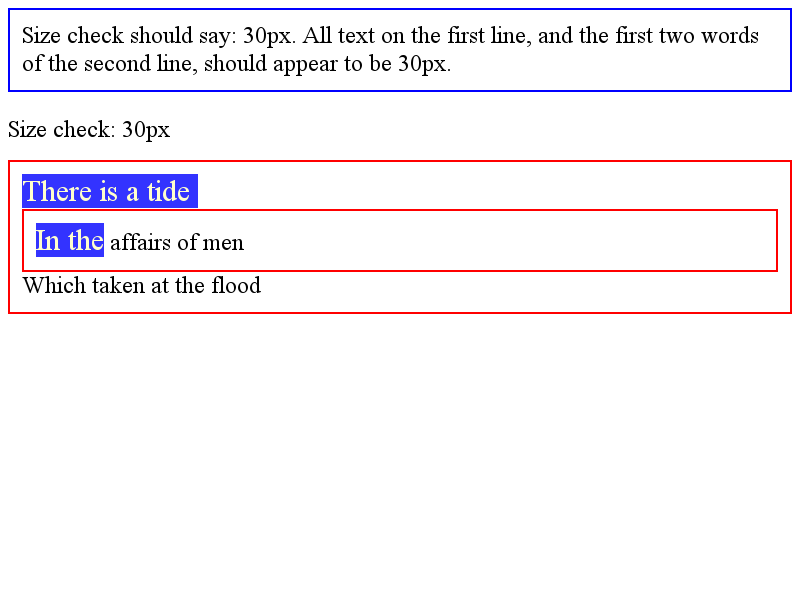 Size check should say: 30px. All text on the first line, and the first two words
of the second line, should appear to be 30px.
Size check: 30px
There is a tide
In the affairs of men
Which taken at the flood